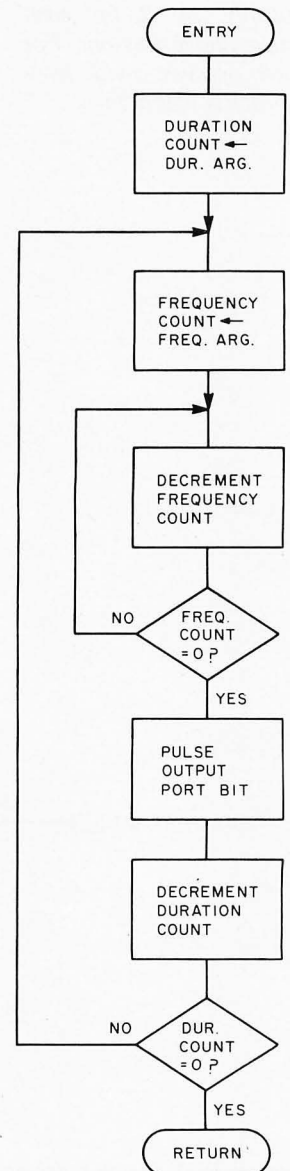 ENTRY
DURATION
COUNT ←
DUR. ARG.
FREQUENCY
COUNT ←
FREQ. ARG.
DECREMENT
FREQUENCY
COUNT
NO
FREQ.
COUNT
= 0 ?
YES
PULSE
OUTPUT
PORT BIT
DECREMENT
DURATION
COUNT
NO
DUR.
COUNT
= 0 ?
YES
RETURN